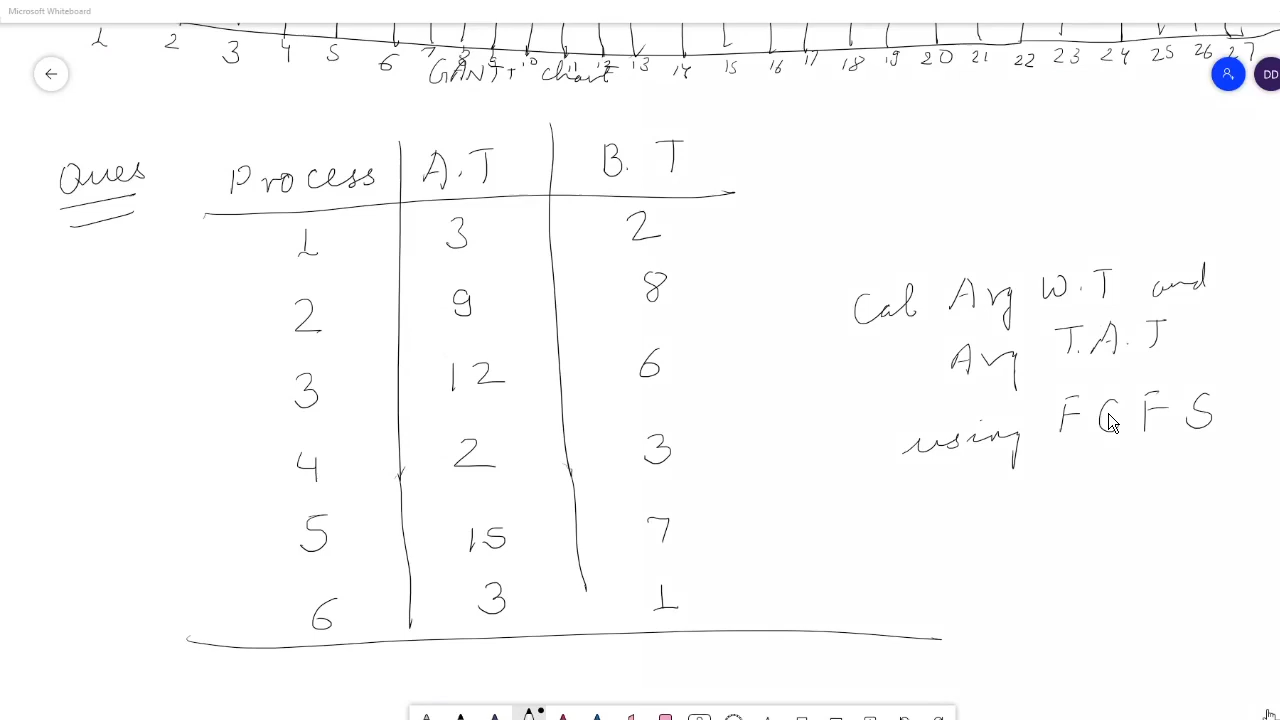 Microsoft Whiteboard
1 2 3 4 5 6 7 8 9 10 11 12 13 14 15 16 17 18 19 20 21 22 23 24 25 26 27
GANTT chart
DD
Ques Process A.T B.T
1 3 2
2 9 8
3 12 6
4 2 3
5 15 7
6 3 1
Cal Avg W.T and
Avg T.A.T
using FCFS